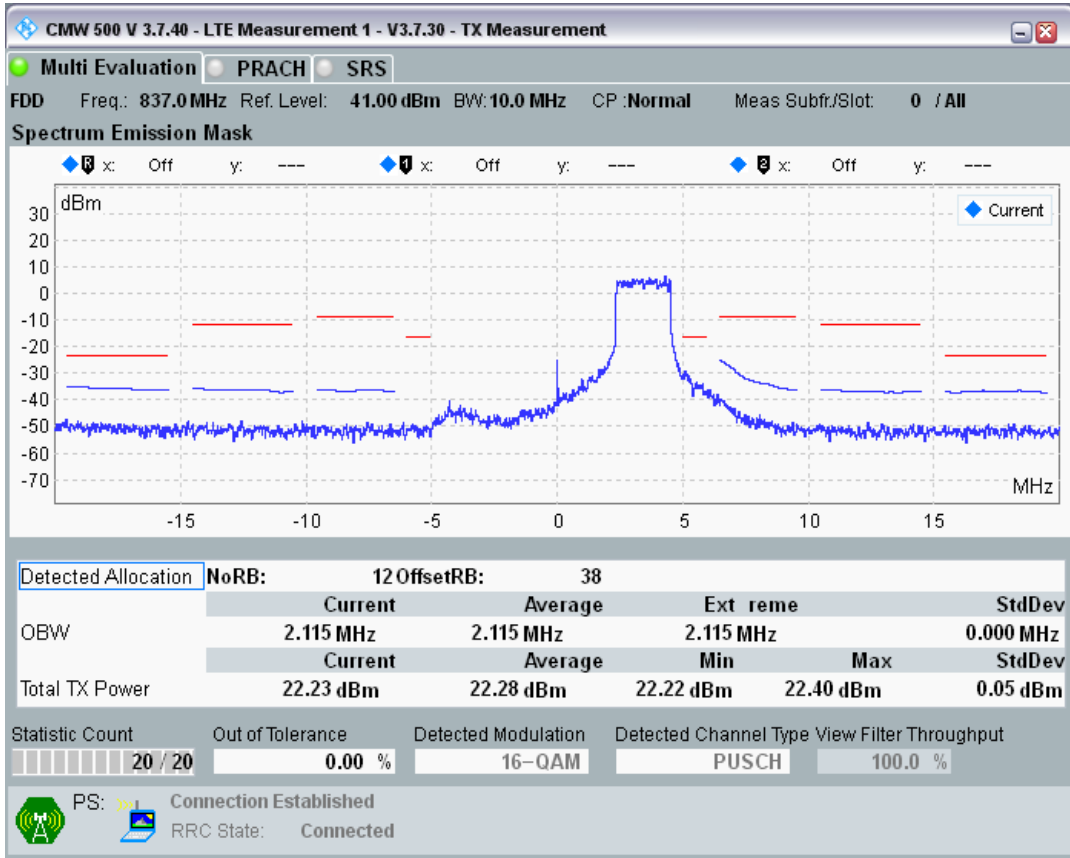 CMW 500 V 3.7.40 - LTE Measurement 1 - V3.7.30 - TX Measurement
Multi Evaluation PRACH SRS
FDD Freq.: 837.0 MHz Ref. Level: 41.00 dBm BW: 10.0 MHz CP :Normal Meas Subfr./Slot: 0 / All
Spectrum Emission Mask
R x: Off y: --- 1 x: Off y: --- 2 x: Off y: ---
dBm
Current
30
20
10
0
-10
-20
-30
-40
-50
-60
-70
MHz
-15 -10 -5 0 5 10 15
Detected Allocation NoRB: 12 OffsetRB: 38
Current Average Ext reme StdDev
OBW 2.115 MHz 2.115 MHz 2.115 MHz 0.000 MHz
Current Average Min Max StdDev
Total TX Power 22.23 dBm 22.28 dBm 22.22 dBm 22.40 dBm 0.05 dBm
Statistic Count Out of Tolerance Detected Modulation Detected Channel Type View Filter Throughput
20 / 20 0.00 % 16-QAM PUSCH 100.0 %
PS: Connection Established
RRC State: Connected